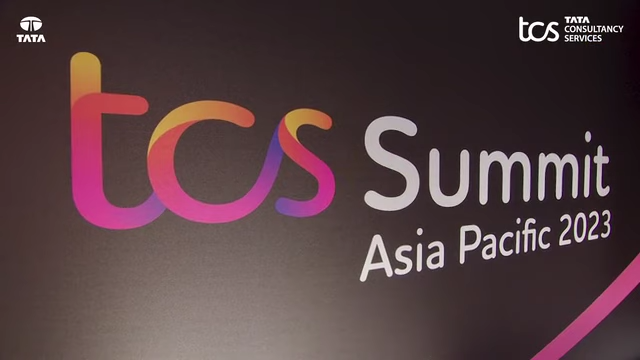 TATA
tcs TATA
CONSULTANCY
SERVICES
tcs Summit
Asia Pacific 2023